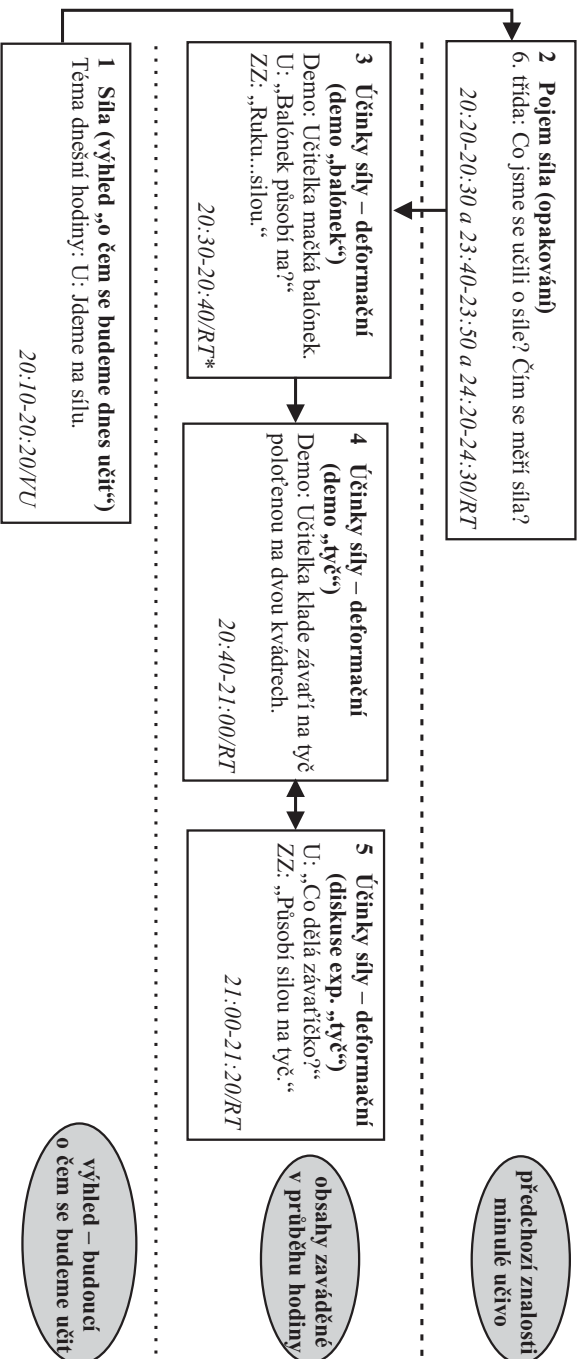 2 Pojem síla (opakování)
6. třída: Co jsme se učili o síle? Čím se měří síla?
20:20-20:30 a 23:40-23:50 a 24:20-24:30/RT
předchozí znalosti
minulé učivo
3 Účinky síly – deformační
(demo „balónek“)
Demo: Učitelka mačká balónek.
U: „Balónek působí na?“
ZZ: „Ruku...silou.“
20:30-20:40/RT*
4 Účinky síly – deformační
(demo „tyč“)
Demo: Učitelka klade závaťí na tyč
poloťenou na dvou kvádrech.
20:40-21:00/RT
5 Účinky síly – deformační
(diskuse exp. „tyč“)
U: „Co dělá závaťíčko?“
ZZ: „Působí silou na tyč.“
21:00-21:20/RT
obsahy zaváděné
v průběhu hodiny
1 Síla (výhled „o čem se budeme dnes učit“)
Téma dnešní hodiny: U: Jdeme na sílu.
20:10-20:20/VU
výhled – budoucí
o čem se budeme učit